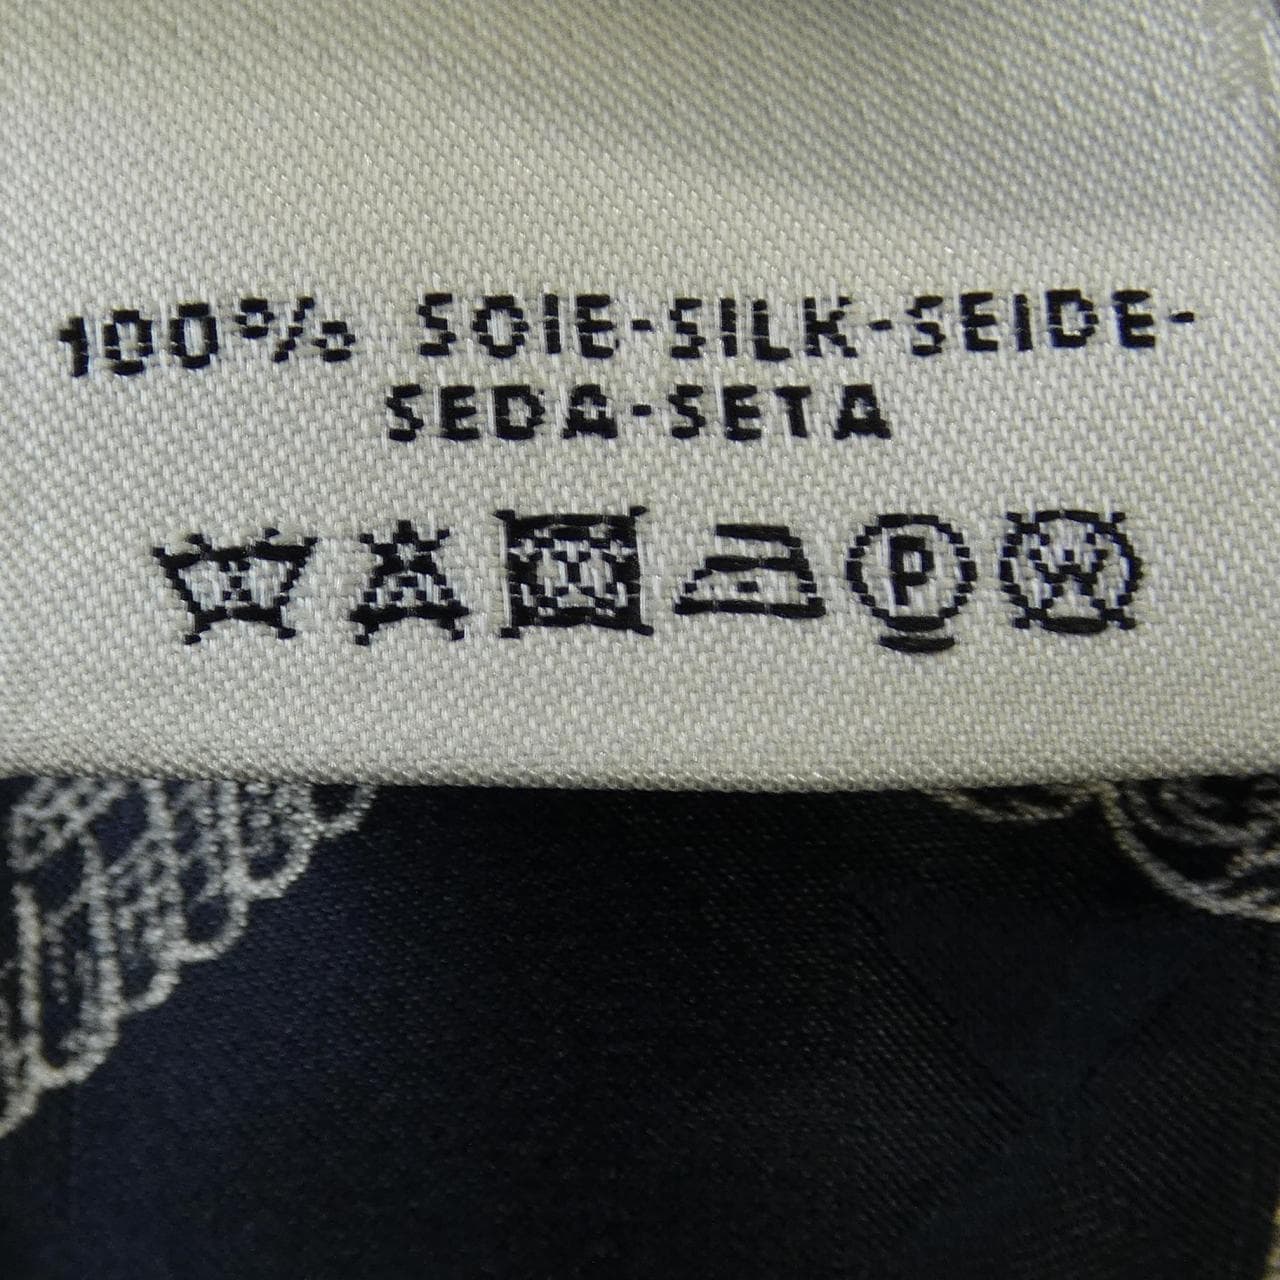 100% SOIE-SILK-SEIDE-
SEDA-SETA
P
W